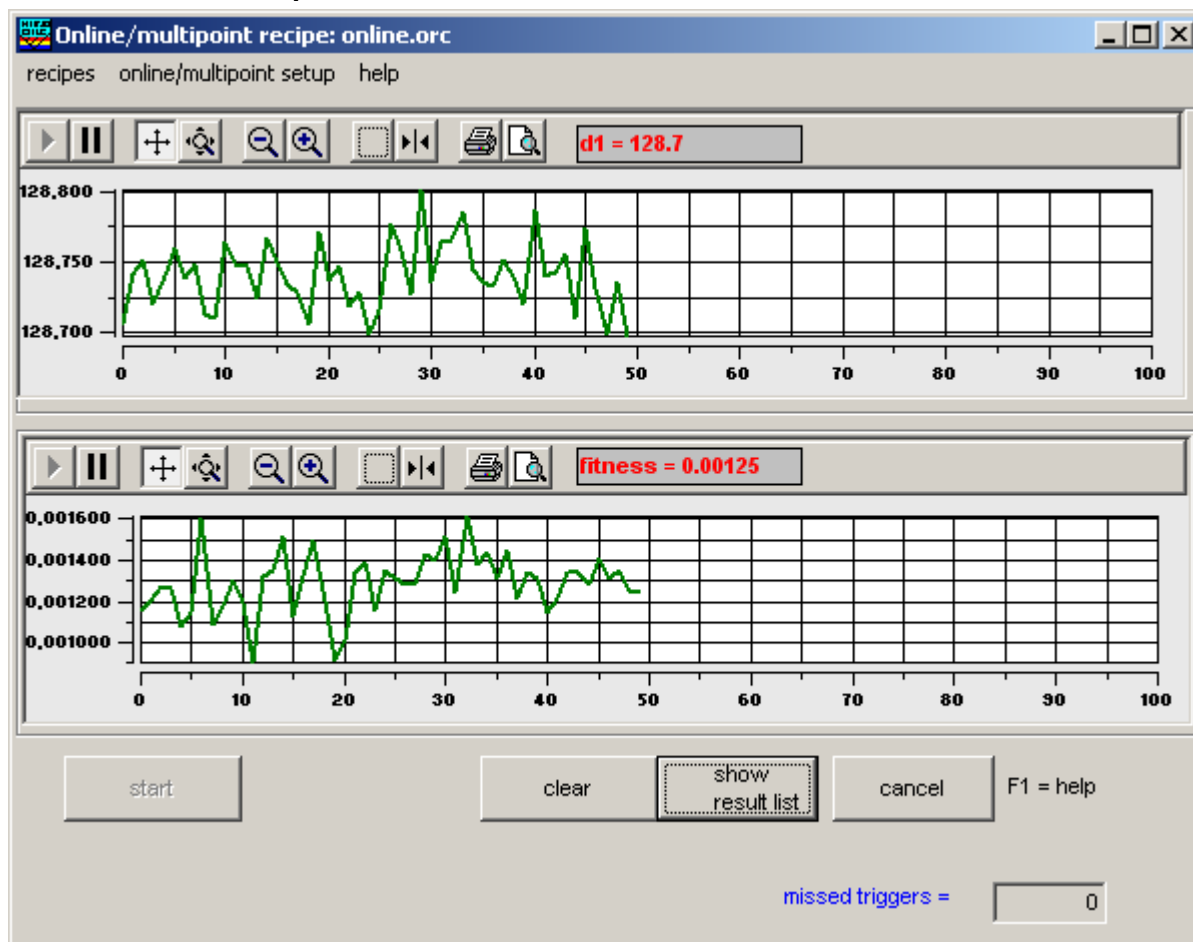 Online/multipoint recipe: online.orc
recipes online/multipoint setup help
d1 = 128.7
128,800
128,750
128,700
0 10 20 30 40 50 60 70 80 90 100
fitness = 0.00125
0,001600
0,001400
0,001200
0,001000
0 10 20 30 40 50 60 70 80 90 100
start
clear
show
result list
cancel
F1 = help
missed triggers = 0